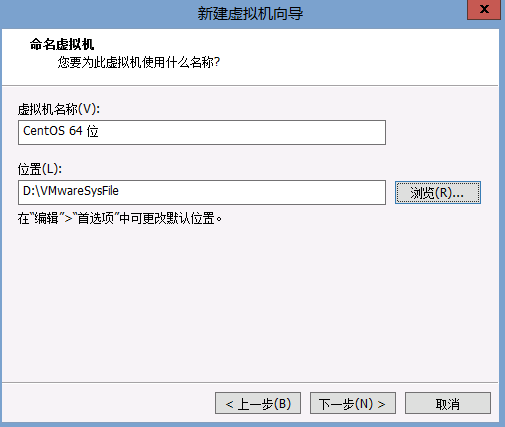 新建虚拟机向导
x
命名虚拟机
您要为此虚拟机使用什么名称?
虚拟机名称(V):
CentOS 64 位
位置(L):
D:\VMwareSysFile
浏览(R)...
在“编辑”>“首选项”中可更改默认位置。
< 上一步(B)
下一步(N) >
取消